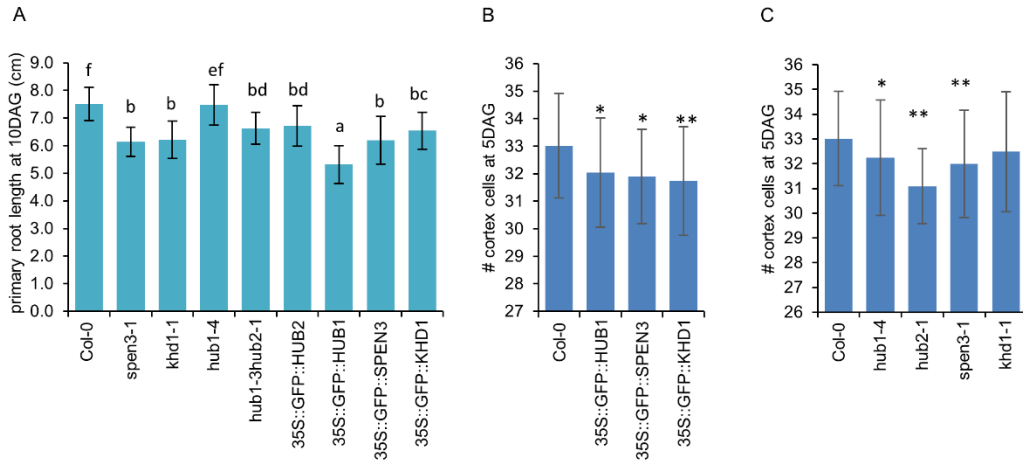 A
primary root length at 10DAG (cm)
9.0
8.0
7.0
6.0
5.0
4.0
3.0
2.0
1.0
0.0
f
b
b
ef
bd
bd
a
b
bc
Col-0
spen3-1
khd1-1
hub1-4
hub1-3hub2-1
35S::GFP::HUB2
35S::GFP::HUB1
35S::GFP::SPEN3
35S::GFP::KHD1
B
# cortex cells at 5DAG
36
35
34
33
32
31
30
29
28
27
*
*
**
Col-0
35S::GFP::HUB1
35S::GFP::SPEN3
35S::GFP::KHD1
C
# cortex cells at 5DAG
36
35
34
33
32
31
30
29
28
27
26
*
**
**
Col-0
hub1-4
hub2-1
spen3-1
khd1-1